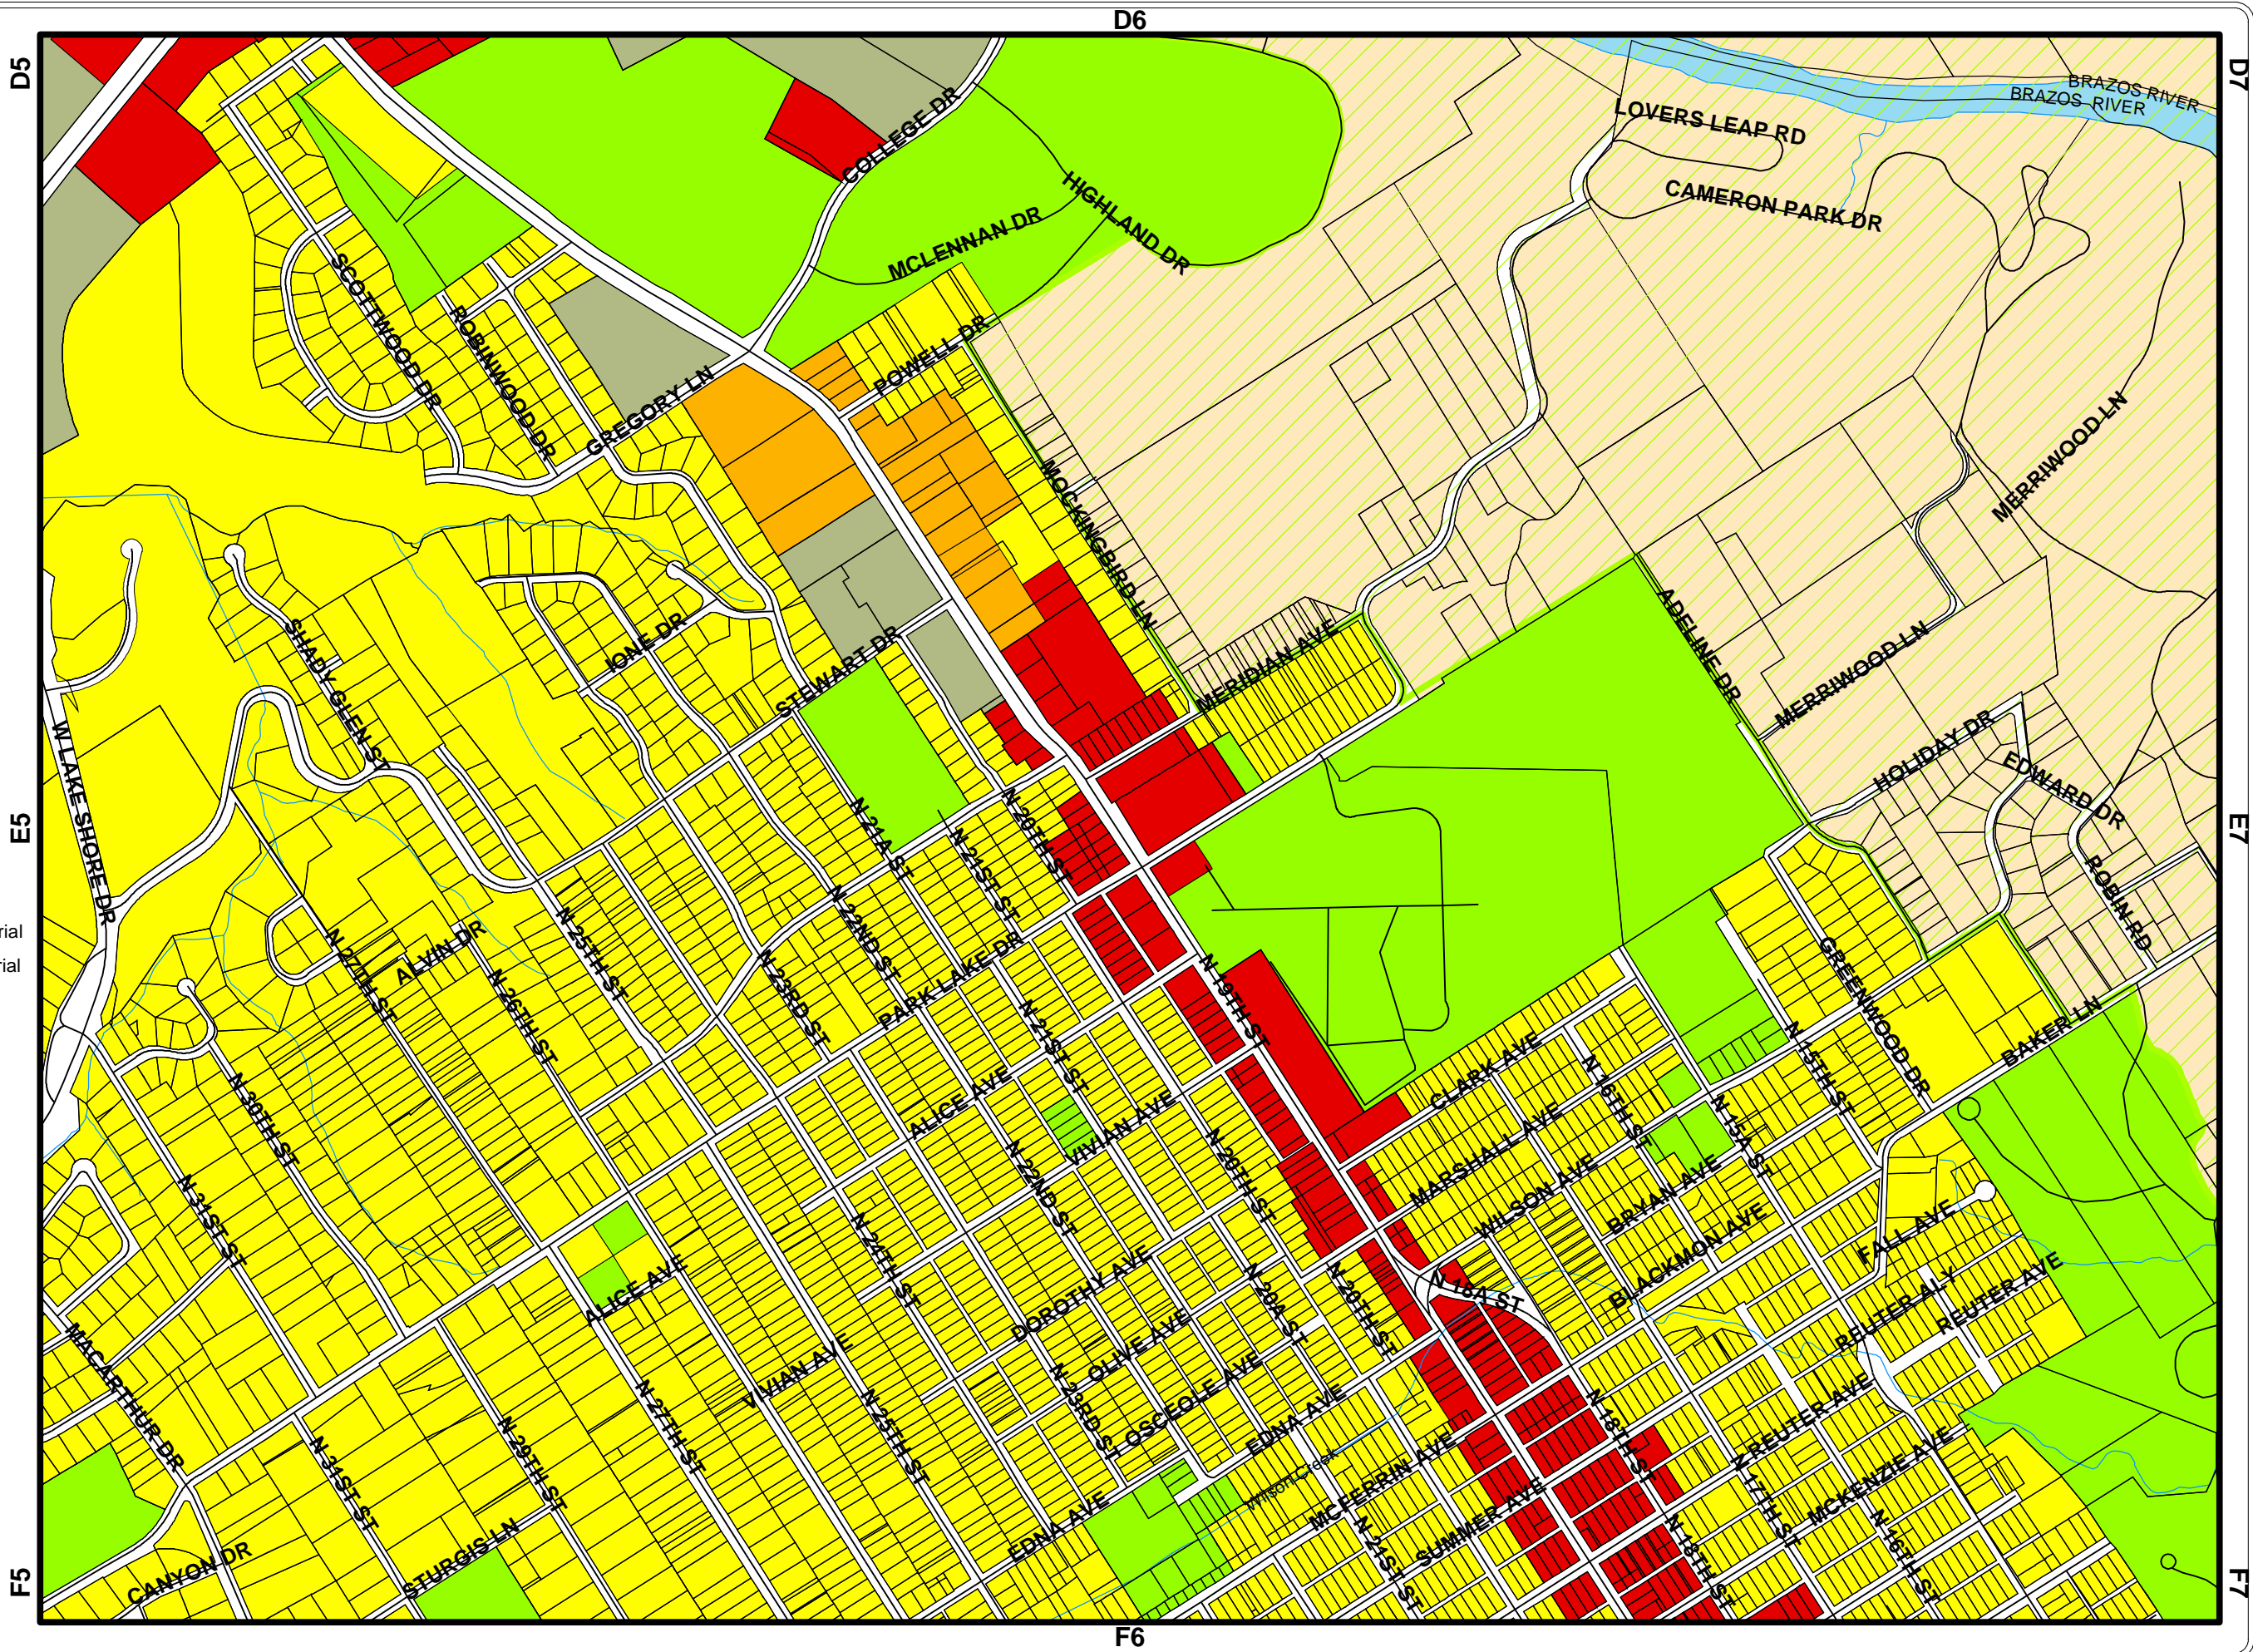 D6
D5
D7
BRAZOS RIVER
BRAZOS RIVER
LOVERS LEAP RD
COLLEGE DR
CAMERON PARK DR
HIGHLAND DR
MCLENNAN DR
SCOTTWOOD DR
ROBINWOOD DR
POWELL DR
GREGORY LN
MERRIWOOD LN
MOCKINGBIRD LN
IONE DR
STEWART DR
SHADY GLEN ST
MERIDIAN AVE
ADELINE DR
MERRIWOOD LN
HOLIDAY DR
EDWARD DR
W LAKE SHORE DR
E5
E7
N 20TH ST
N 21A ST
N 21ST ST
ROBIN RD
N 22ND ST
N 25TH ST
ALVIN DR
N 27TH ST
rial
rial
N 26TH ST
N 23RD ST
PARK LAKE DR
N 19TH ST
GREENWOOD DR
BAKER LN
N 21ST ST
N 15TH ST
CLARK AVE
N 16TH ST
ALICE AVE
N 30TH ST
VIVIAN AVE
MARSHALL AVE
N 15A ST
N 20TH ST
N 22ND ST
WILSON AVE
BRYAN AVE
N 31ST ST
BLACKMON AVE
FALL AVE
N 24TH ST
DOROTHY AVE
ALICE AVE
N 20A ST
N 20TH ST
N 18A ST
REUTER ALY
REUTER AVE
MACARTHUR DR
OLIVE AVE
VIVIAN AVE
OSCEOLE AVE
N 23RD ST
N 27TH ST
N 25TH ST
EDNA AVE
N 18TH ST
REUTER AVE
N 29TH ST
N 31ST ST
Wilson Creek
MCFERRIN AVE
N 17TH ST
MCKENZIE AVE
EDNA AVE
SUMMER AVE
N 21ST ST
N 18TH ST
N 16TH ST
CANYON DR
STURGIS LN
F5
F7
F6